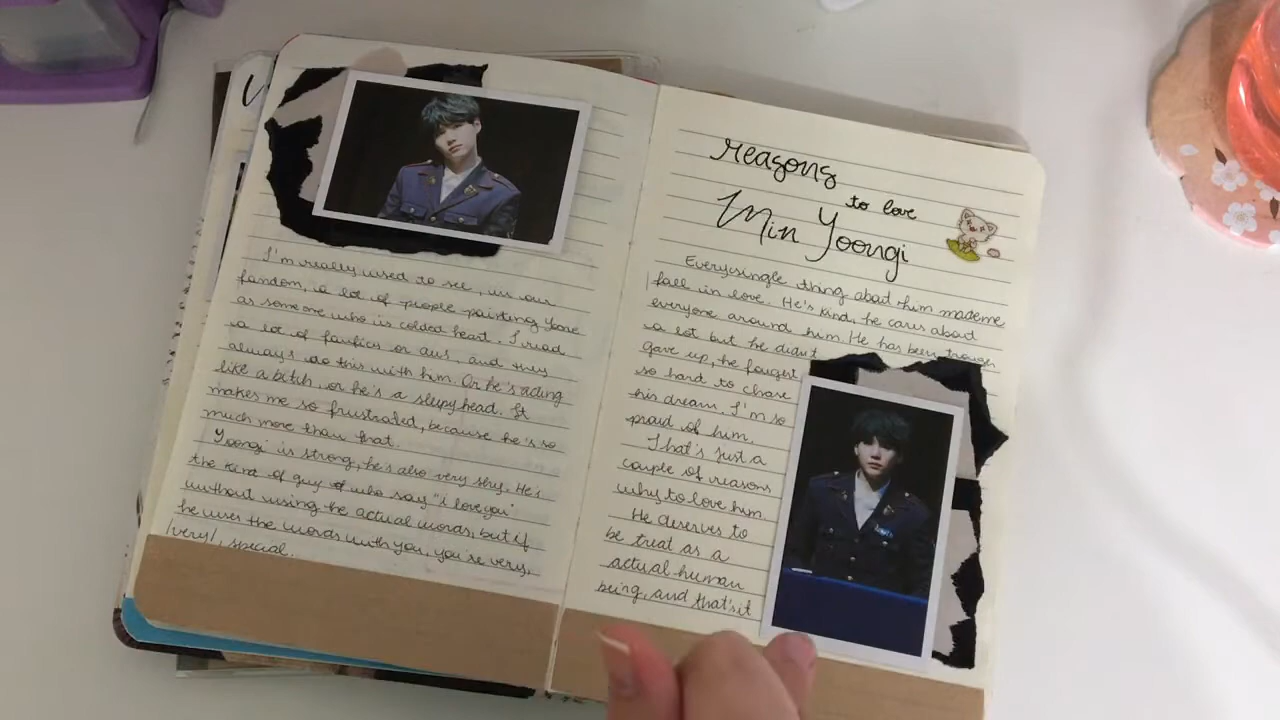 I'm really used to see, in our
fandom, a lot of people painting Yoongi
as someone who is colded heart. I read
a lot of fanfics or aus, and they
always do this with him. Or he's acting
like a bitch, or he's a sleepyhead. It
makes me so frustrated, because he's so
much more than that.
Yoongi is strong, he's also very shy. He's
the kind of guy who say "i love you"
without using the actual words, but if
he uses the words with you, you're very,
/very/, special.
reasons
to love
Min Yoongi
Everysingle thing about him mademe
fall in love. He's kind, he cares about
everyone around him. He has been trough
a lot but he didn't
gave up, he fought
so hard to chase
his dream. I'm so
proud of him.
That's just a
couple of reasons
why to love him
He deserves to
be treat as a
actual human
being, and that's it